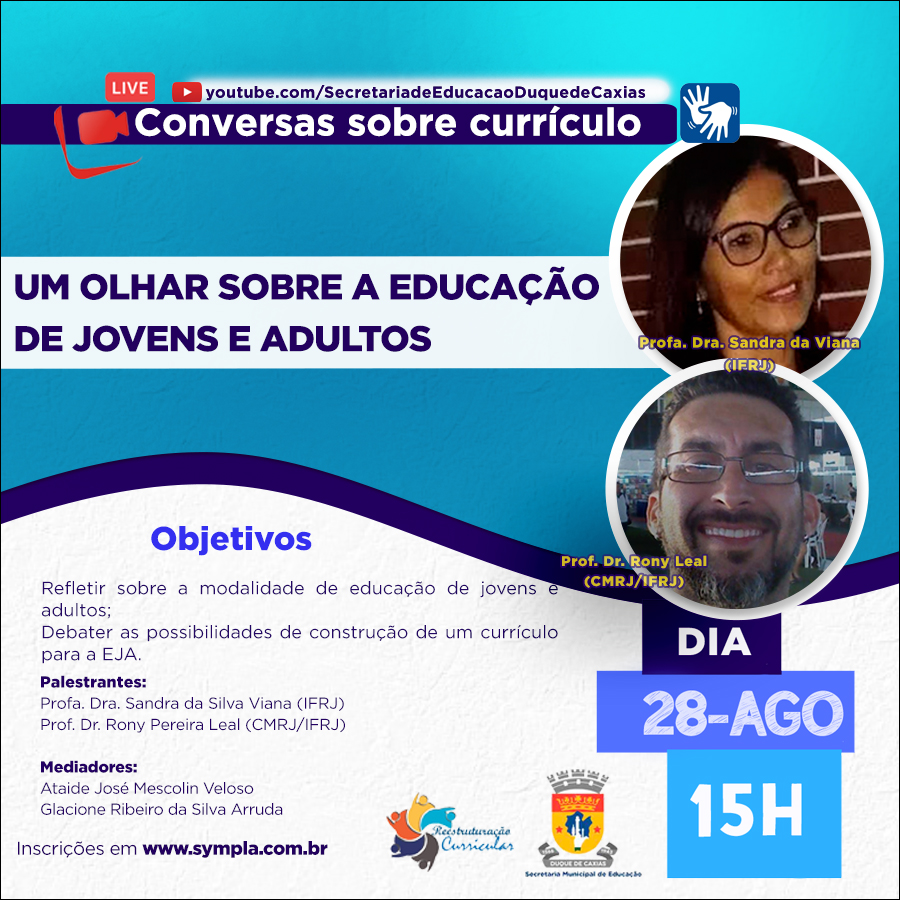 LIVE
youtube.com/SecretariadeEducacaoDuquedeCaxias
Conversas sobre currículo
UM OLHAR SOBRE A EDUCAÇÃO
DE JOVENS E ADULTOS
Profa. Dra. Sandra da Viana
(IFRJ)
Prof. Dr. Rony Leal
(CMRJ/IFRJ)
Objetivos
Refletir sobre a modalidade de educação de jovens e
adultos;
Debater as possibilidades de construção de um currículo
para a EJA.
Palestrantes:
Profa. Dra. Sandra da Silva Viana (IFRJ)
Prof. Dr. Rony Pereira Leal (CMRJ/IFRJ)
Mediadores:
Ataide José Mescolin Veloso
Glacione Ribeiro da Silva Arruda
Inscrições em www.sympla.com.br
Reestruturação
Curricular
DUQUE DE CAXIAS
Secretaria Municipal de Educação
DIA
28-AGO
15H